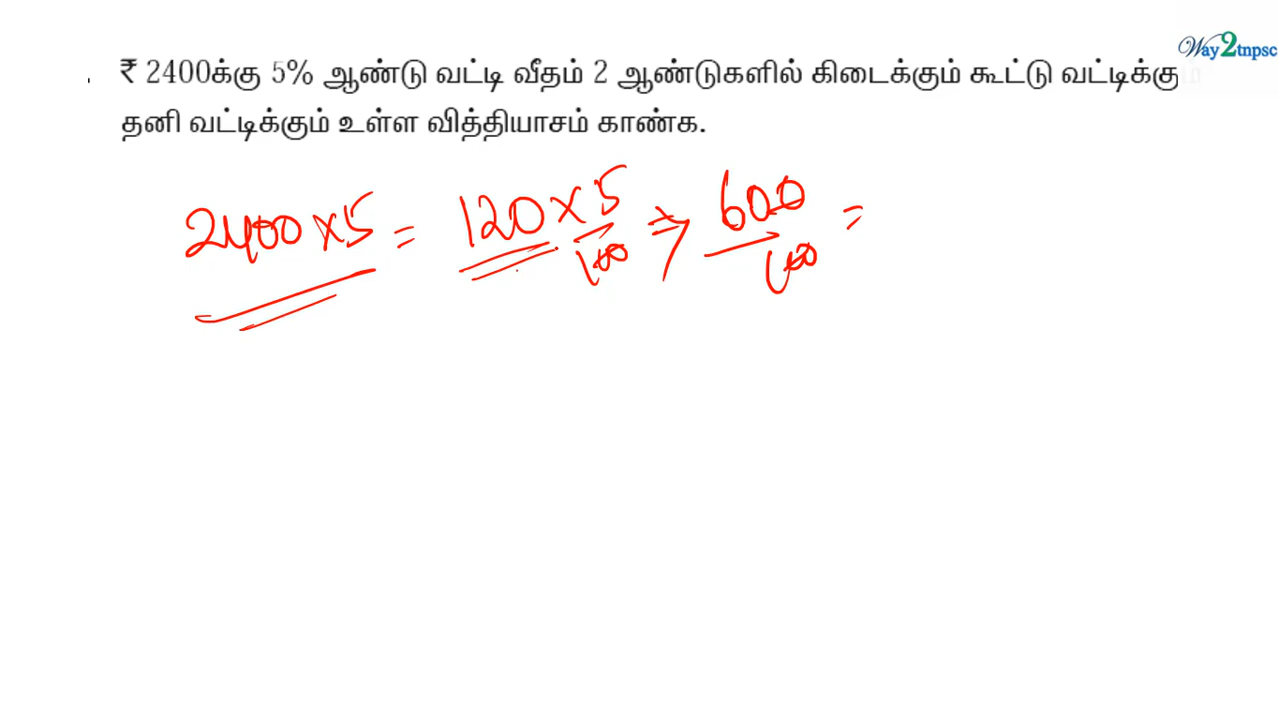 Way2tnpsc
₹ 2400க்கு 5% ஆண்டு வட்டி வீதம் 2 ஆண்டுகளில் கிடைக்கும் கூட்டு வட்டிக்கு
தனி வட்டிக்கும் உள்ள வித்தியாசம் காண்க.
2400 × 5 = 120 × 5/100 ⇒ 600/100 =